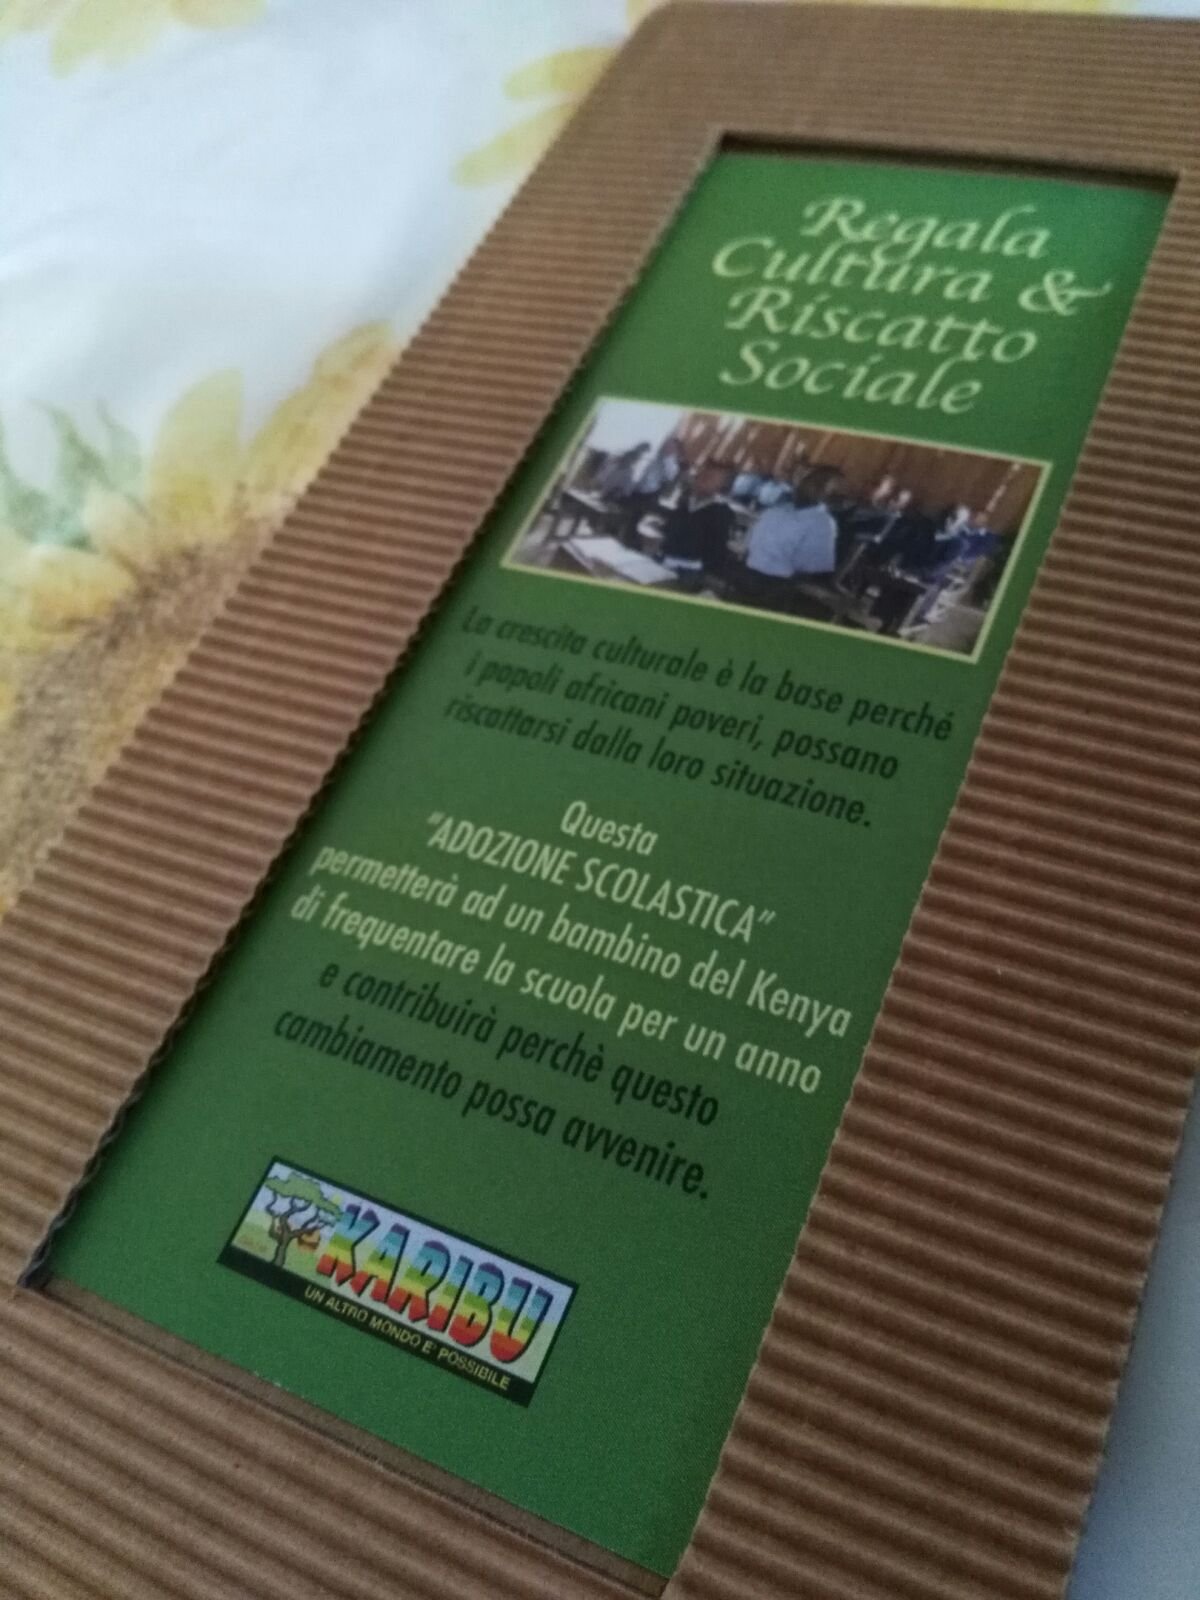 Regala
Cultura &
Riscatto
Sociale
La crescita culturale è la base perché
i popoli africani poveri, possano
riscattarsi dalla loro situazione.
Questa
"ADOZIONE SCOLASTICA"
permetterà ad un bambino del Kenya
di frequentare la scuola per un anno
e contribuirà perchè questo
cambiamento possa avvenire.
KARIBU
UN ALTRO MONDO E' POSSIBILE